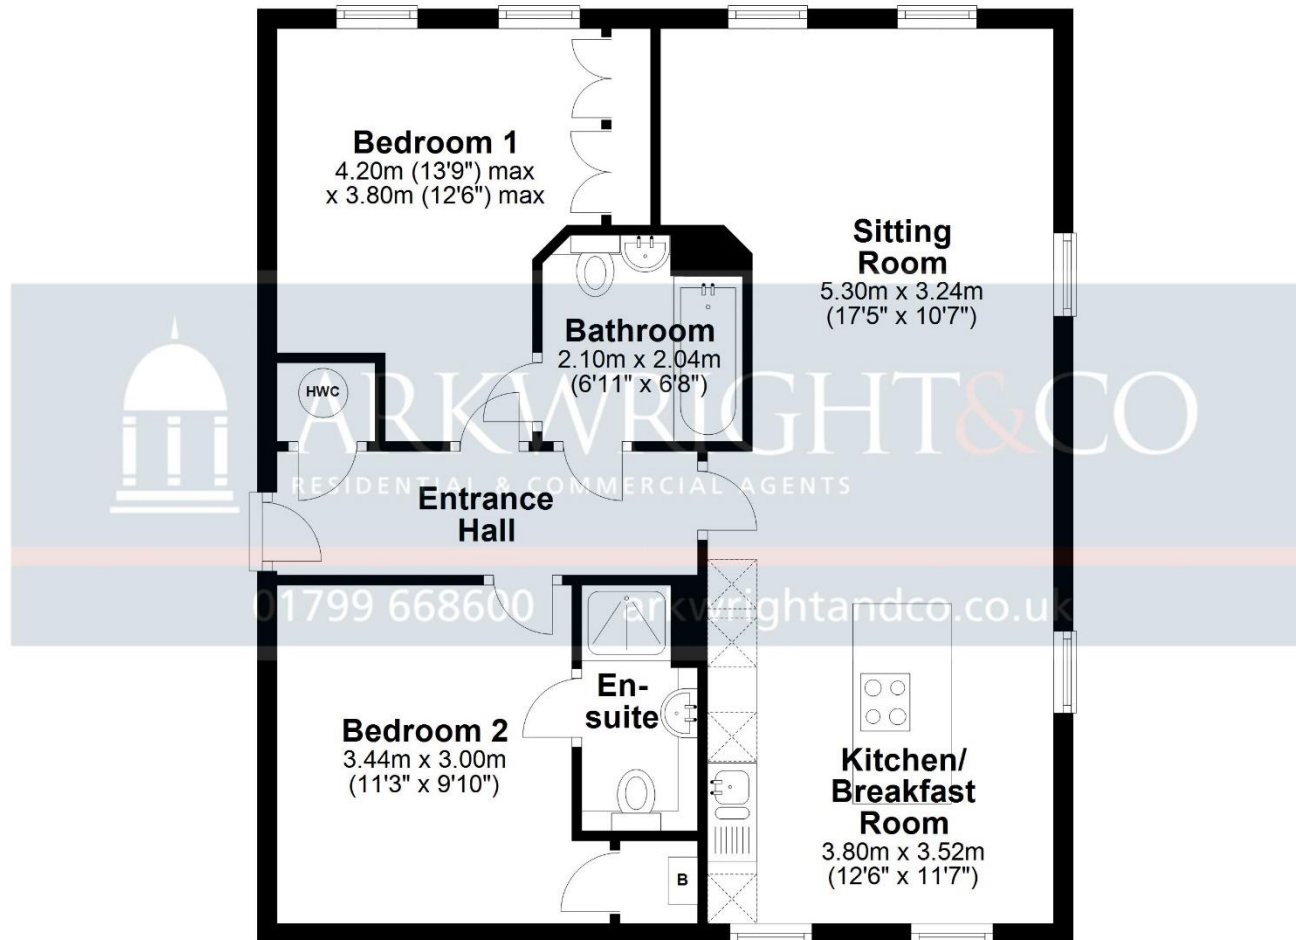 Bedroom 1
4.20m (13'9") max
x 3.80m (12'6") max
Sitting
Room
5.30m x 3.24m
(17'5" x 10'7")
Bathroom
2.10m x 2.04m
(6'11" x 6'8")
HWC
ARKWRIGHT&CO
RESIDENTIAL & COMMERCIAL AGENTS
Entrance
Hall
01799 668600 arkwrightandco.co.uk
En-
suite
Bedroom 2
3.44m x 3.00m
(11'3" x 9'10")
Kitchen/
Breakfast
Room
3.80m x 3.52m
(12'6" x 11'7")
B